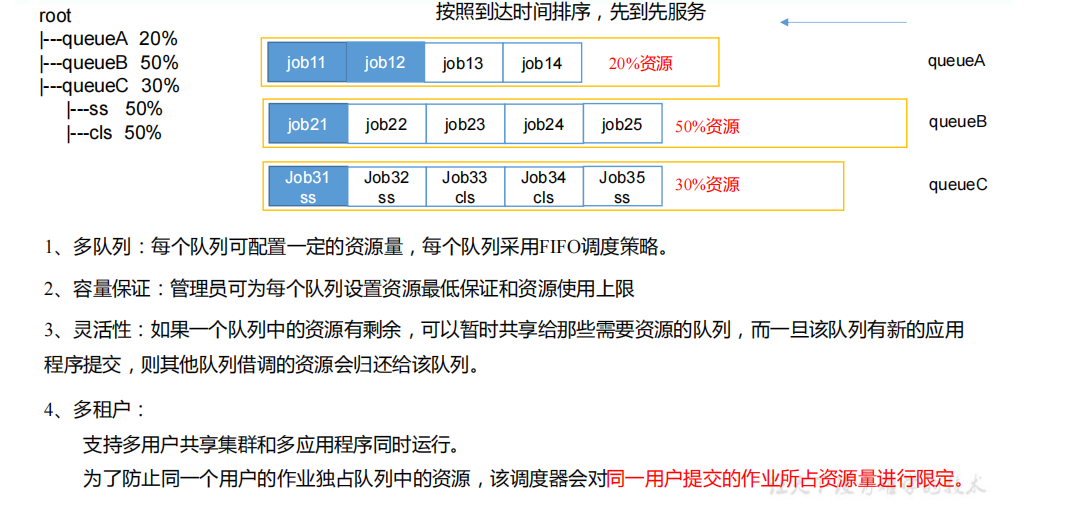 按照到达时间排序，先到先服务
root
|---queueA 20%
|---queueB 50%
|---queueC 30%
|---ss 50%
|---cls 50%
job11 job12 job13 job14 20%资源 queueA
job21 job22 job23 job24 job25 50%资源 queueB
Job31 Job32 Job33 Job34 Job35 30%资源 queueC
ss ss cls cls ss
1、多队列：每个队列可配置一定的资源量，每个队列采用FIFO调度策略。
2、容量保证：管理员可为每个队列设置资源最低保证和资源使用上限
3、灵活性：如果一个队列中的资源有剩余，可以暂时共享给那些需要资源的队列，而一旦该队列有新的应用
程序提交，则其他队列借调的资源会归还给该队列。
4、多租户：
支持多用户共享集群和多应用程序同时运行。
为了防止同一个用户的作业独占队列中的资源，该调度器会对同一用户提交的作业所占资源量进行限定。